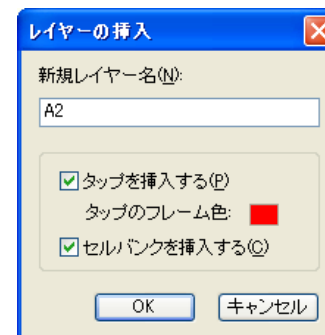 レイヤーの挿入
新規レイヤー名(N):
A2
タップを挿入する(P)
タップのフレーム色:
セルバンクを挿入する(C)
OK キャンセル